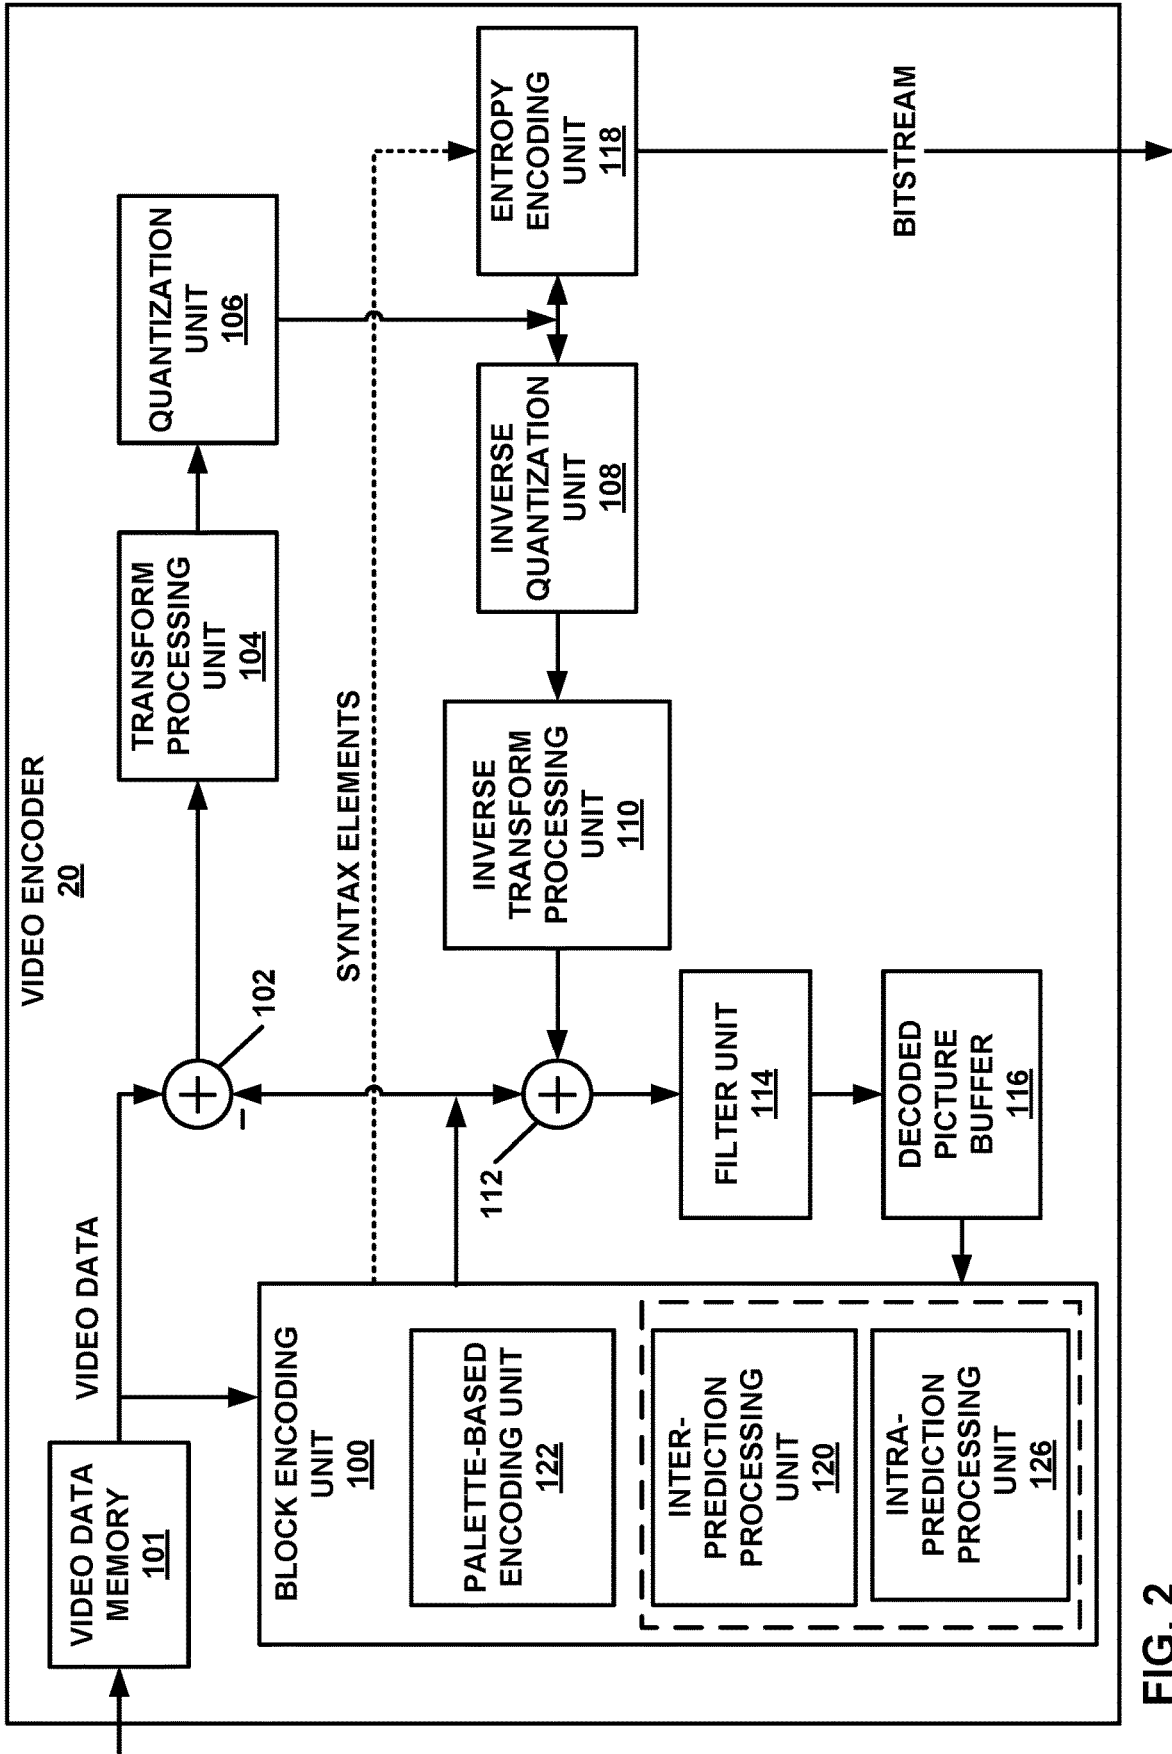 VIDEO ENCODER
20
VIDEO DATA
MEMORY
101
VIDEO DATA
102
TRANSFORM
PROCESSING
UNIT
104
QUANTIZATION
UNIT
106
BLOCK ENCODING
UNIT
100
SYNTAX ELEMENTS
PALETTE-BASED
ENCODING UNIT
122
112
INVERSE
TRANSFORM
PROCESSING
UNIT
110
INVERSE
QUANTIZATION
UNIT
108
ENTROPY
ENCODING
UNIT
118
INTER-
PREDICTION
PROCESSING
UNIT
120
FILTER UNIT
114
INTRA-
PREDICTION
PROCESSING
UNIT
126
DECODED
PICTURE
BUFFER
116
BITSTREAM
FIG. 2